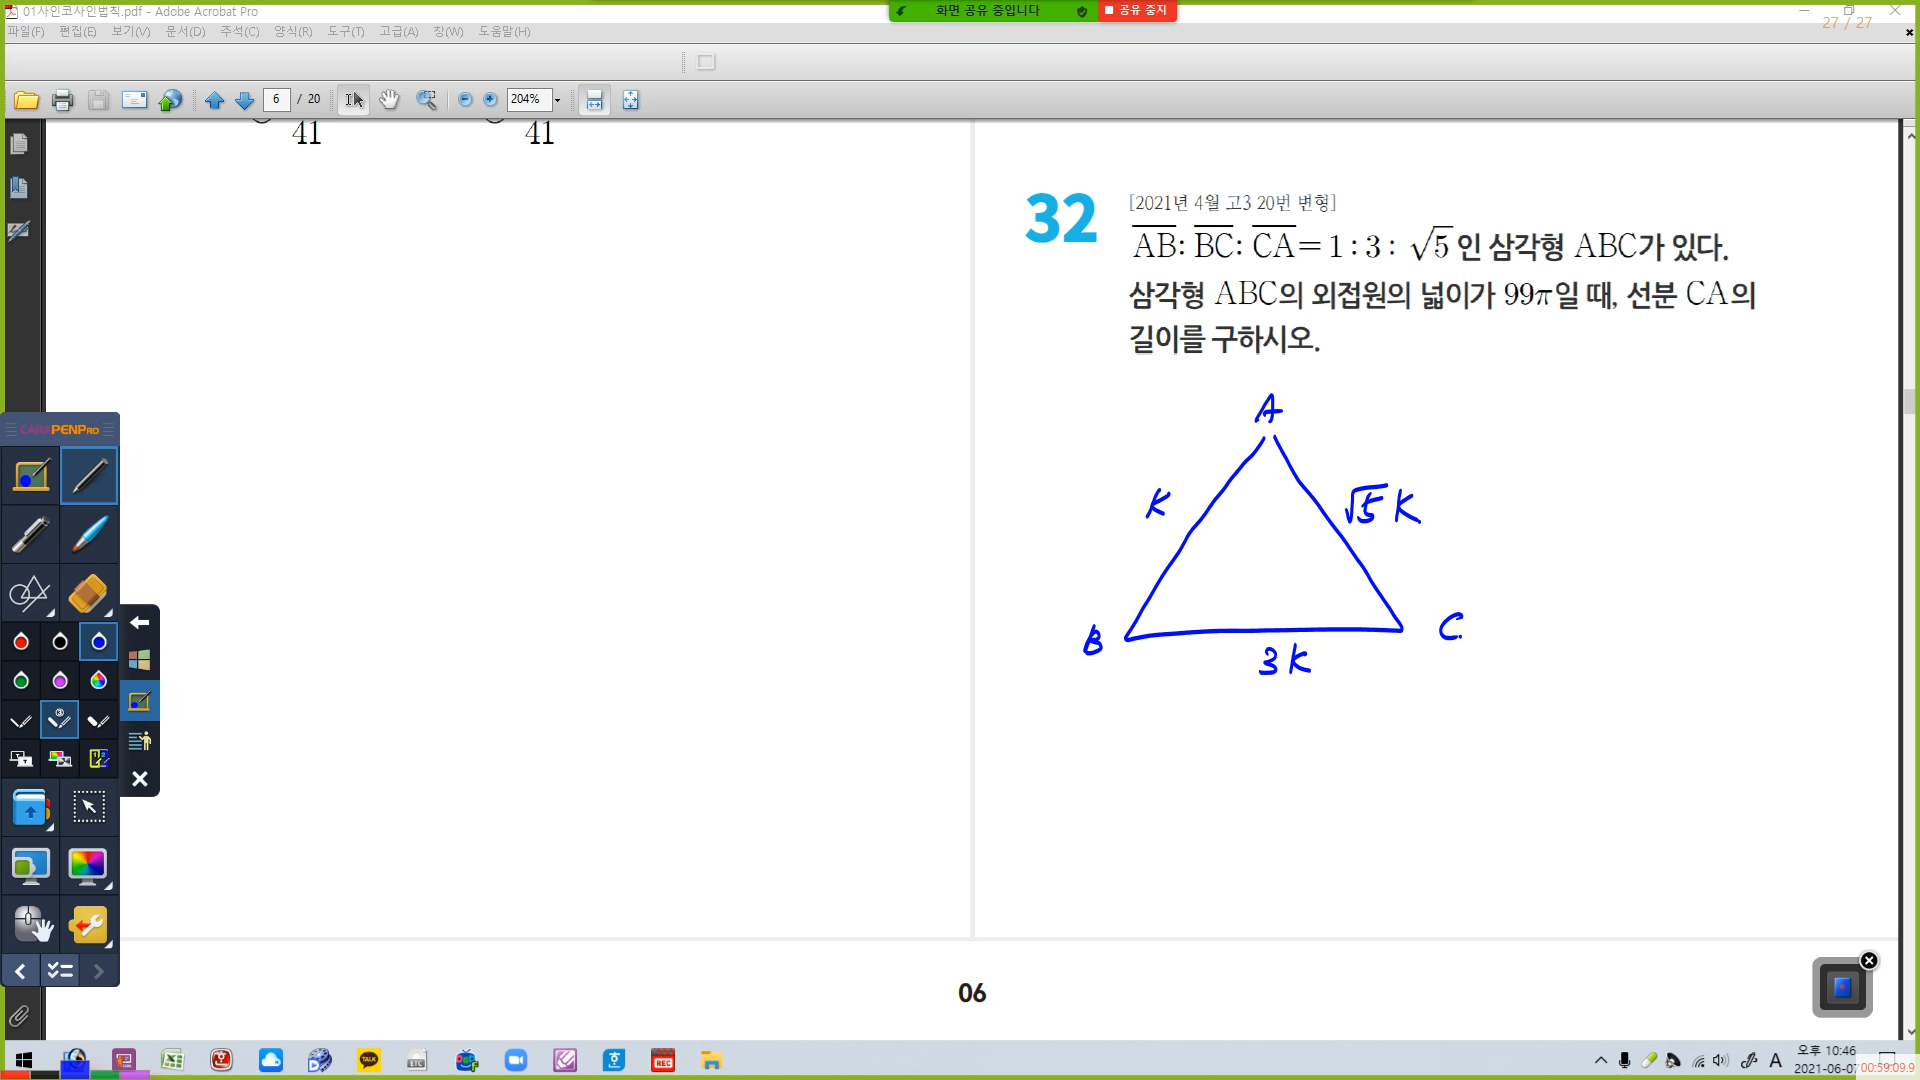 01사인코사인법칙.pdf - Adobe Acrobat Pro
화면 공유 중입니다
공유 중지
27 / 27
파일(F) 편집(E) 보기(V) 문서(D) 주석(C) 양식(R) 도구(T) 고급(A) 창(W) 도움말(H)
6 / 20
204%
41
41
32
[2021년 4월 고3 20번 변형]
AB: BC: CA=1:3: √5인 삼각형 ABC가 있다.
삼각형 ABC의 외접원의 넓이가 99π일 때, 선분 CA의
길이를 구하시오.
A
K
√5 K
B
C
3K
CARAPENPRO
06
TALK
ETC
REC
A
오후 10:46
2021-06-07
00:59:09.9